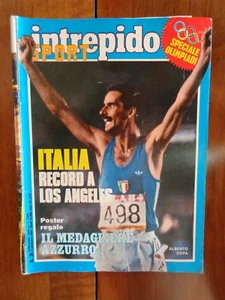 intrepido
SPORT
SPECIALE
OLIMPIADI
ITALIA
RECORD A
LOS ANGELES
498
Poster
regalo
IL MEDAGLIERE
AZZURRO
ALBERTO
COVA